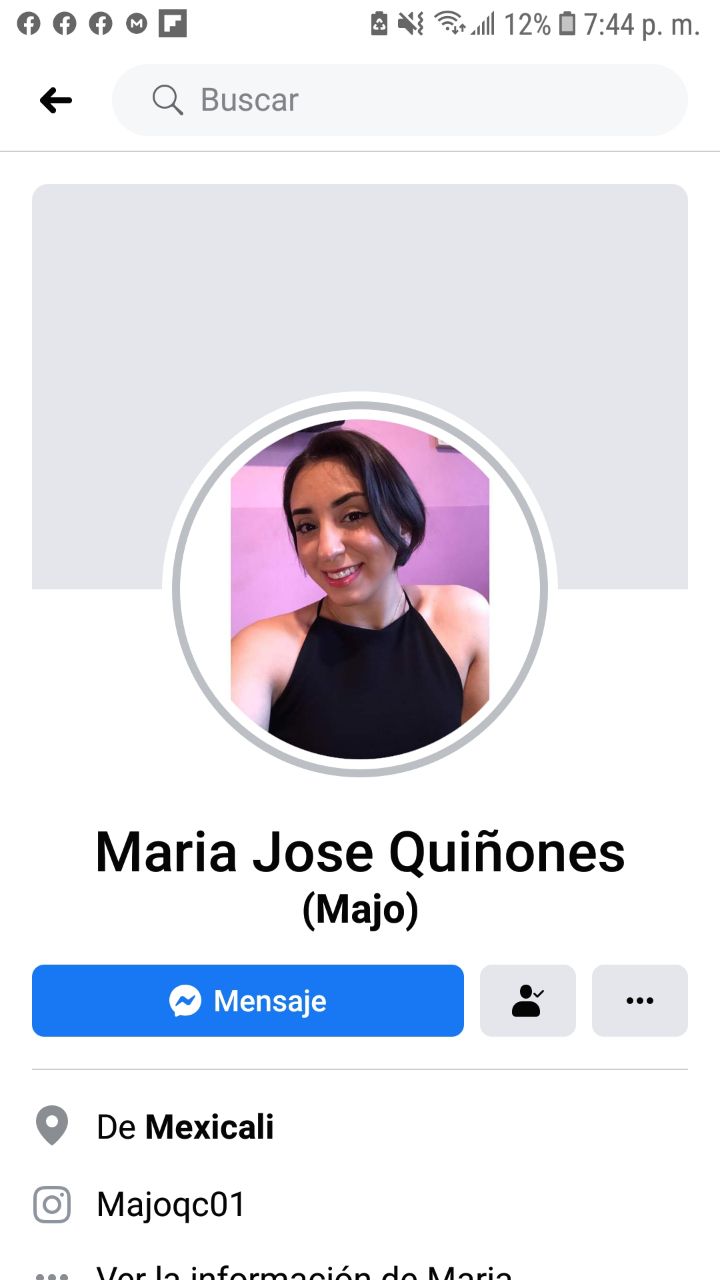 12% 7:44 p. m.
Buscar
Maria Jose Quiñones
(Majo)
Mensaje
De Mexicali
Majoqc01
Ver la información de Maria